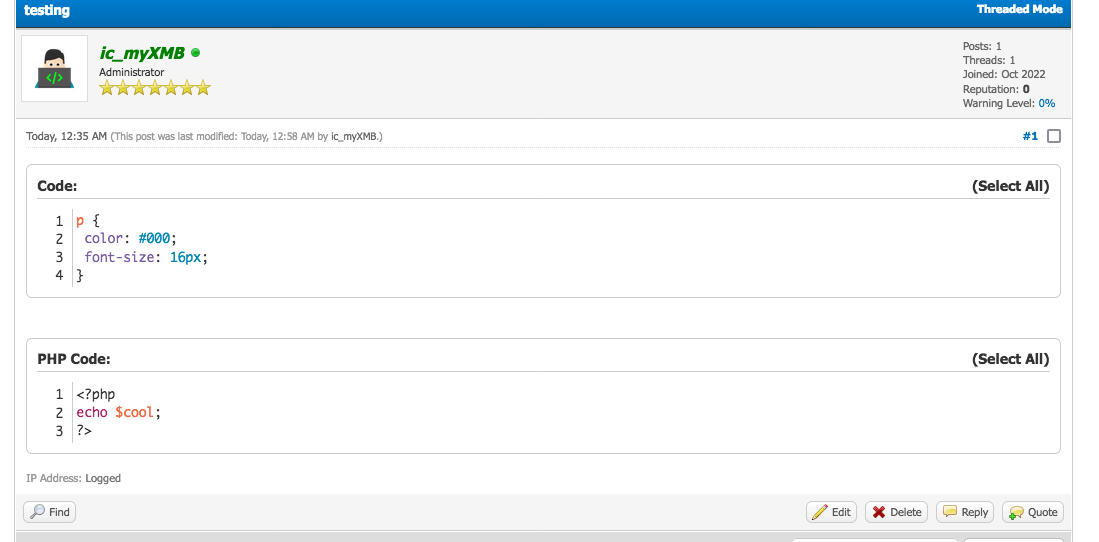 testing Threaded Mode
</>
ic_myXMB
Administrator
Posts: 1
Threads: 1
Joined: Oct 2022
Reputation: 0
Warning Level: 0%
Today, 12:35 AM (This post was last modified: Today, 12:58 AM by ic_myXMB.) #1
Code: (Select All)
1 p {
2  color: #000;
3  font-size: 16px;
4 }
PHP Code: (Select All)
1 <?php
2 echo $cool;
3 ?>
IP Address: Logged
Find Edit Delete Reply Quote